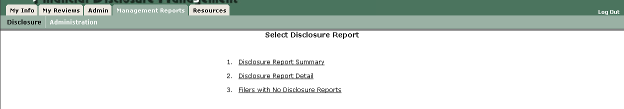 My Info My Reviews Admin Management Reports Resources
Log Out
Disclosure Administration
Select Disclosure Report
1. Disclosure Report Summary
2. Disclosure Report Detail
3. Filers with No Disclosure Reports